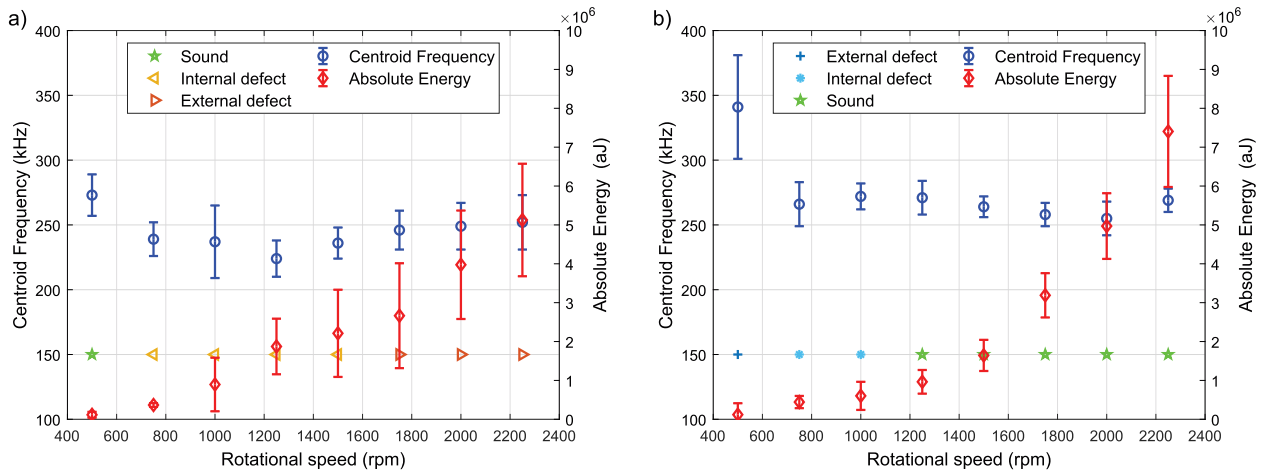 a)
×10⁶
Sound
Internal defect
External defect
Centroid Frequency
Absolute Energy
400
350
300
250
200
150
100
Centroid Frequency (kHz)
10
9
8
7
6
5
4
3
2
1
0
Absolute Energy (aJ)
400 600 800 1000 1200 1400 1600 1800 2000 2200 2400
Rotational speed (rpm)
b)
×10⁶
External defect
Internal defect
Sound
Centroid Frequency
Absolute Energy
400
350
300
250
200
150
100
Centroid Frequency (kHz)
10
9
8
7
6
5
4
3
2
1
0
Absolute Energy (aJ)
400 600 800 1000 1200 1400 1600 1800 2000 2200 2400
Rotational speed (rpm)